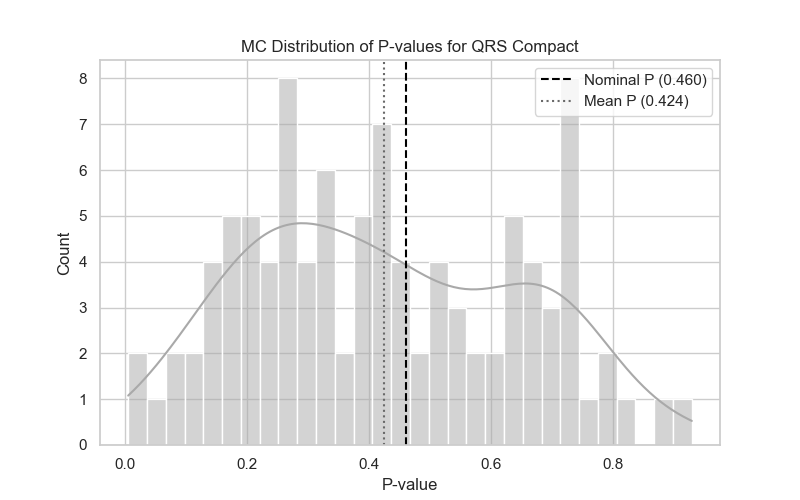 MC Distribution of P-values for QRS Compact
Nominal P (0.460)
Mean P (0.424)
8
7
6
5
4
3
2
1
0
Count
0.0 0.2 0.4 0.6 0.8
P-value